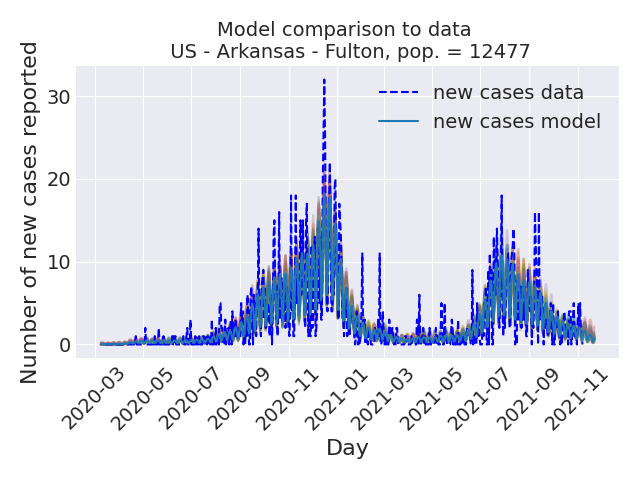 Model comparison to data
US - Arkansas - Fulton, pop. = 12477
Number of new cases reported
30
20
10
0
new cases data
new cases model
2020-03
2020-05
2020-07
2020-09
2020-11
2021-01
2021-03
2021-05
2021-07
2021-09
2021-11
Day